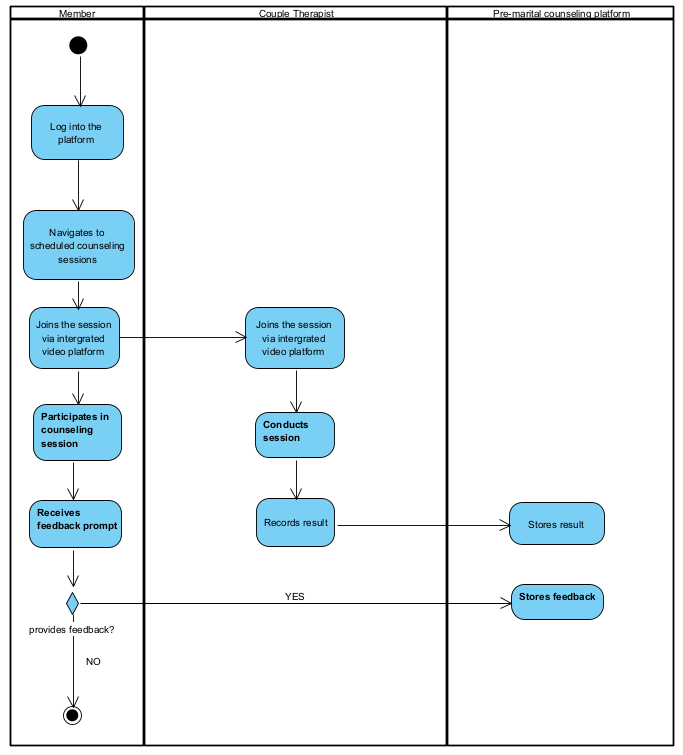 Member
Couple Therapist
Pre-marital counseling platform
Log into the
platform
Navigates to
scheduled counseling
sessions
Joins the session
via intergrated
video platform
Joins the session
via intergrated
video platform
Participates in
counseling
session
Conducts
session
Receives
feedback prompt
Records result
Stores result
YES
Stores feedback
provides feedback?
NO